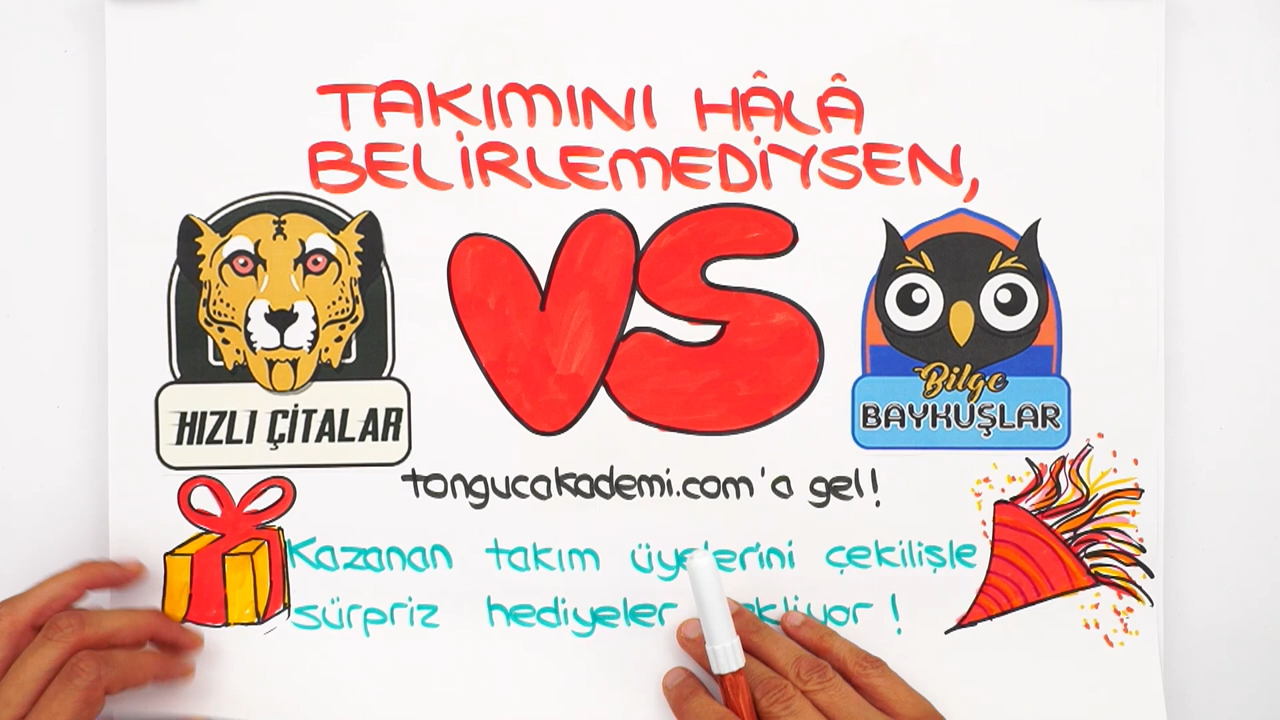 TAKIMINI HÂLÂ
BELİRLEMEDİYSEN,
VS
HIZLI ÇİTALAR
Bilge
BAYKUŞLAR
tongucakademi.com'a gel!
Kazanan takım üyelerini çekilişle
sürpriz hediyeler !